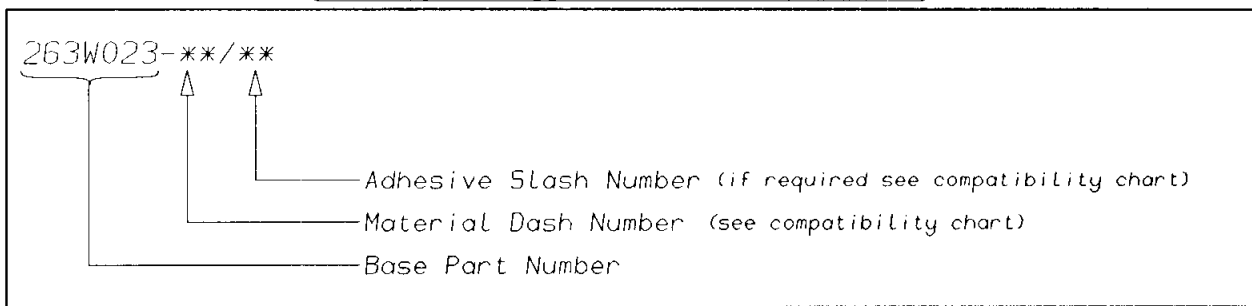 263W023-**/**
Adhesive Slash Number (if required see compatibility chart)
Material Dash Number (see compatibility chart)
Base Part Number